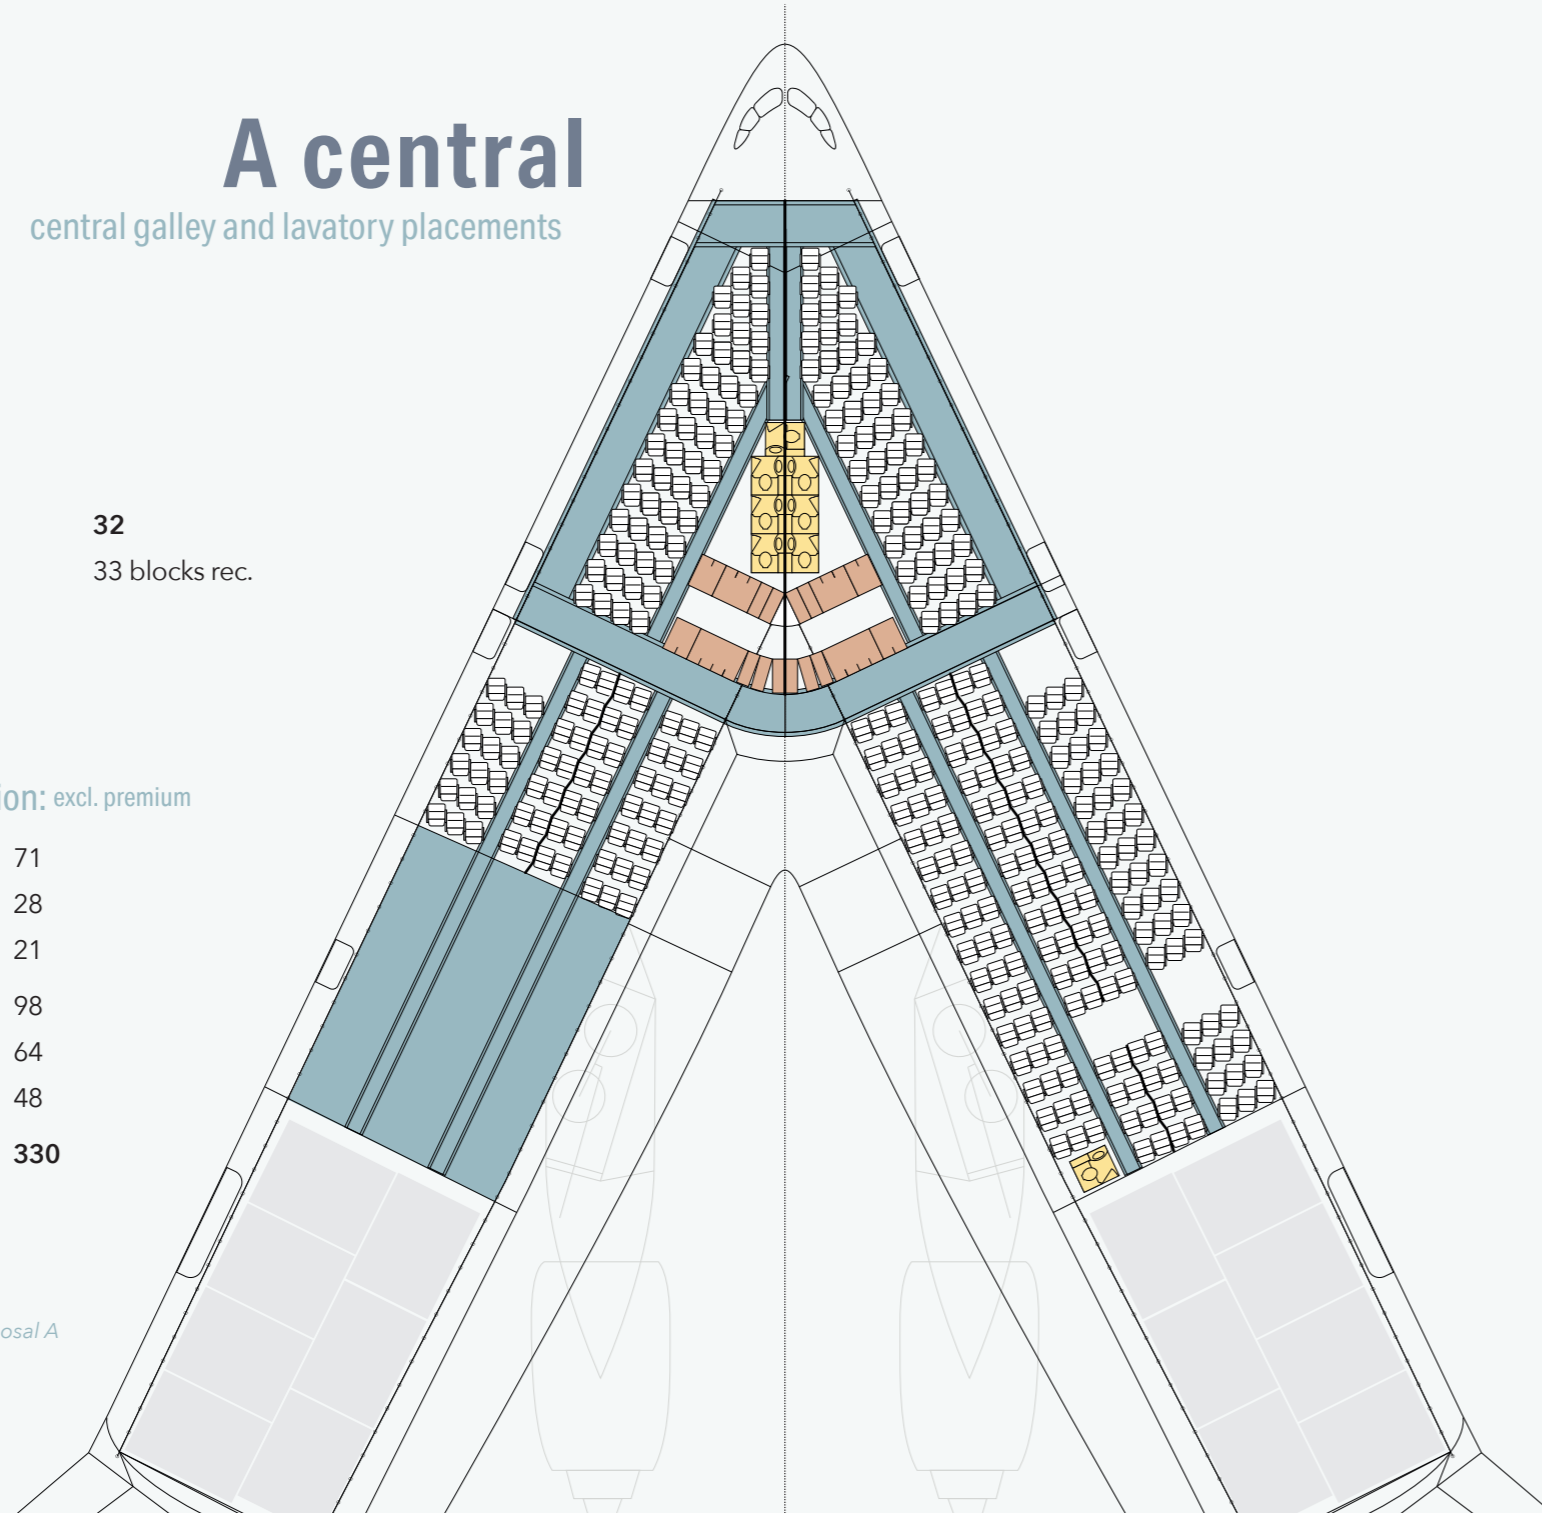 A central
central galley and lavatory placements
32
33 blocks rec.
ion: excl. premium
71
28
21
98
64
48
330
osal A